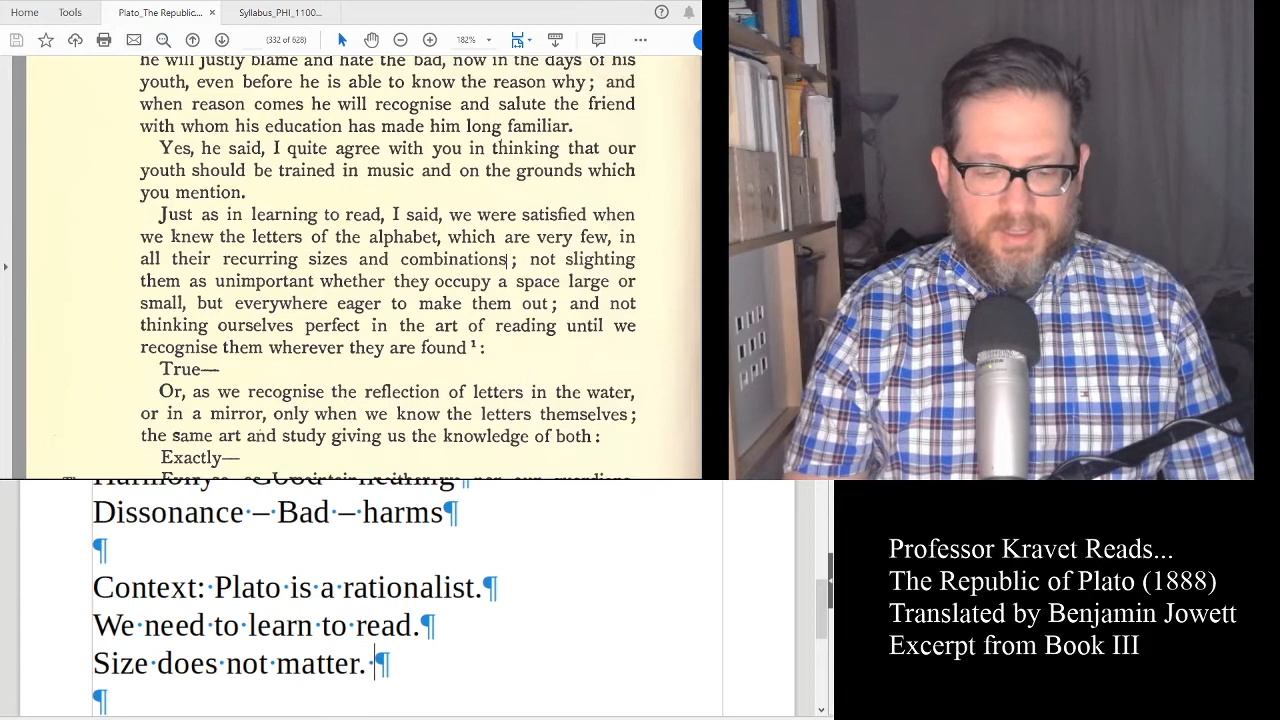 Home Tools Plato_The Republic.... × Syllabus_PHI_1100...
(332 of 628) 182%
he will justly blame and hate the bad, now in the days of his
youth, even before he is able to know the reason why; and
when reason comes he will recognise and salute the friend
with whom his education has made him long familiar.
Yes, he said, I quite agree with you in thinking that our
youth should be trained in music and on the grounds which
you mention.
Just as in learning to read, I said, we were satisfied when
we knew the letters of the alphabet, which are very few, in
all their recurring sizes and combinations; not slighting
them as unimportant whether they occupy a space large or
small, but everywhere eager to make them out; and not
thinking ourselves perfect in the art of reading until we
recognise them wherever they are found ¹:
True—
Or, as we recognise the reflection of letters in the water,
or in a mirror, only when we know the letters themselves;
the same art and study giving us the knowledge of both:
Exactly—
Harmony – Good – healing
Dissonance – Bad – harms
Context: Plato is a rationalist.
We need to learn to read.
Size does not matter.
Professor Kravet Reads...
The Republic of Plato (1888)
Translated by Benjamin Jowett
Excerpt from Book III